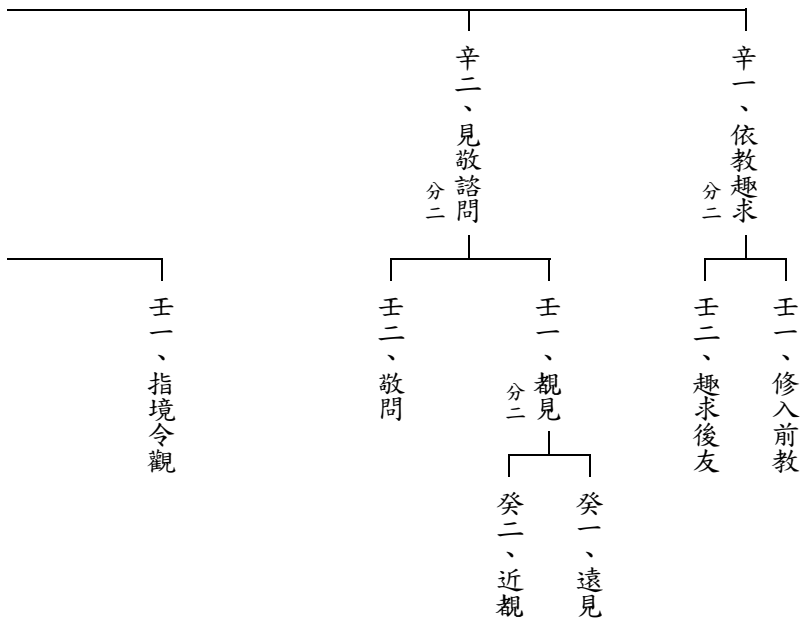 辛一、依教趣求
分二
壬一、修入前教
壬二、趣求後友
辛二、見敬諮問
分二
壬一、覩見
分二
癸一、遠見
癸二、近覩
壬二、敬問
壬一、指境令觀